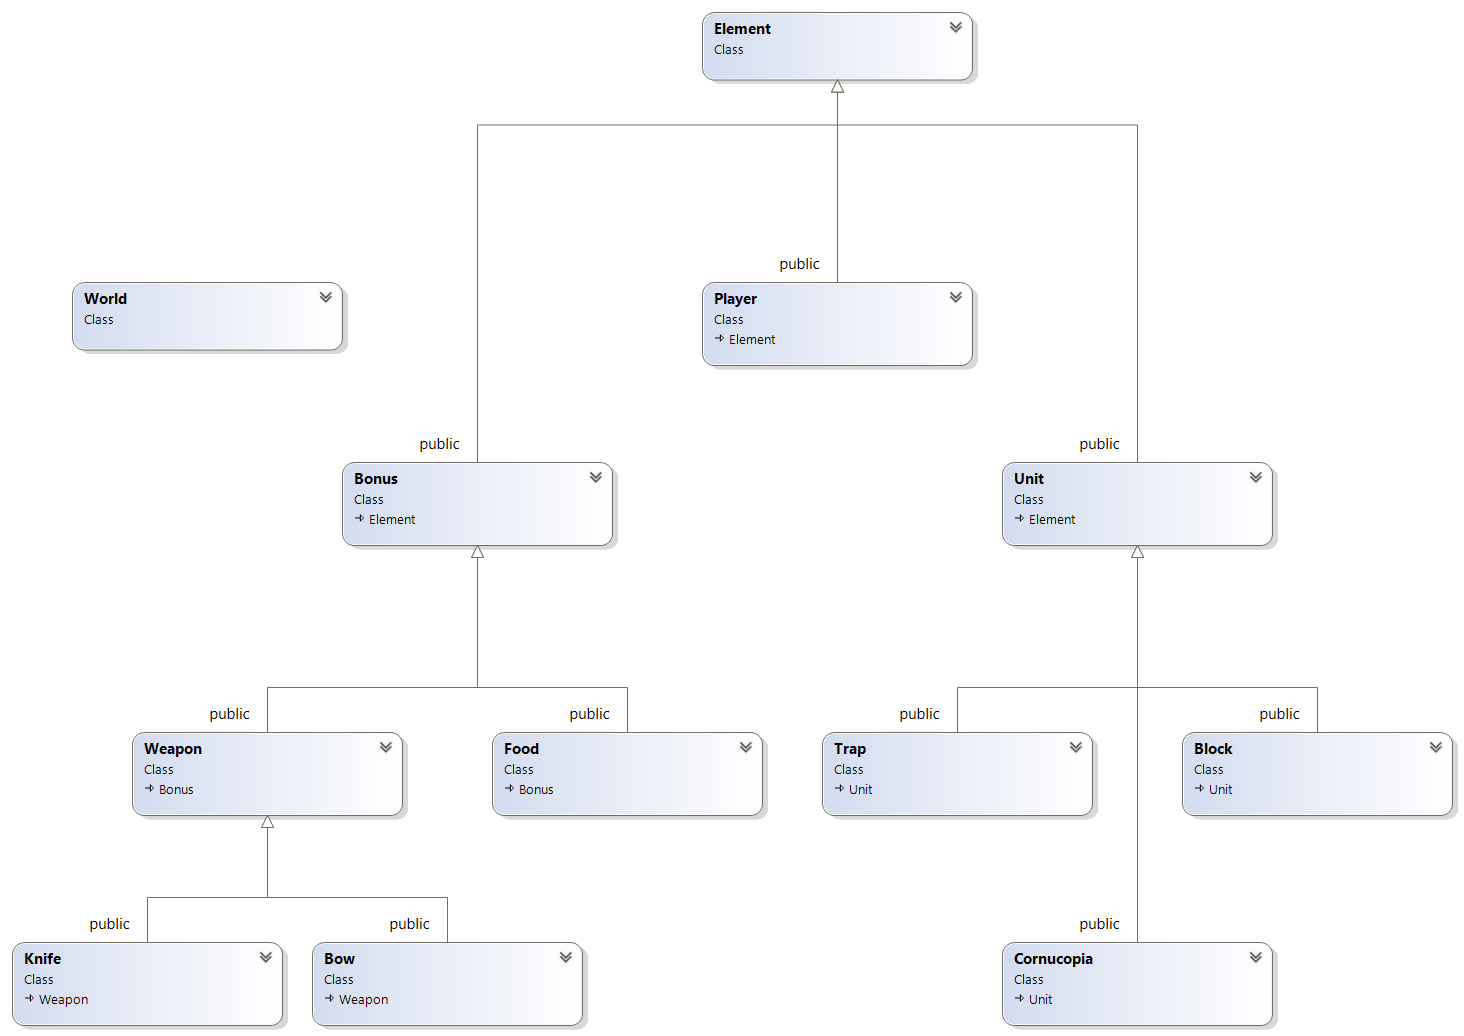 Element
Class
public
World
Class
Player
Class
Element
public
public
Bonus
Class
Element
Unit
Class
Element
public
public
public
public
Weapon
Class
Bonus
Food
Class
Bonus
Trap
Class
Unit
Block
Class
Unit
public
public
public
Knife
Class
Weapon
Bow
Class
Weapon
Cornucopia
Class
Unit